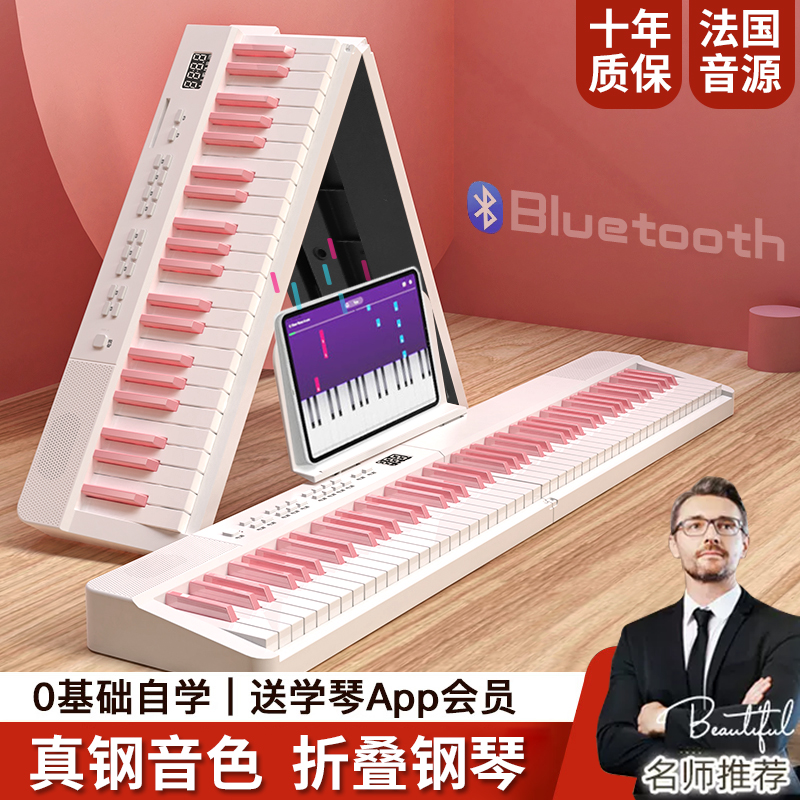 十年
质保
法国
音源
Bluetooth
0基础自学 | 送学琴App会员
真钢音色 折叠钢琴
Beautiful
名师推荐